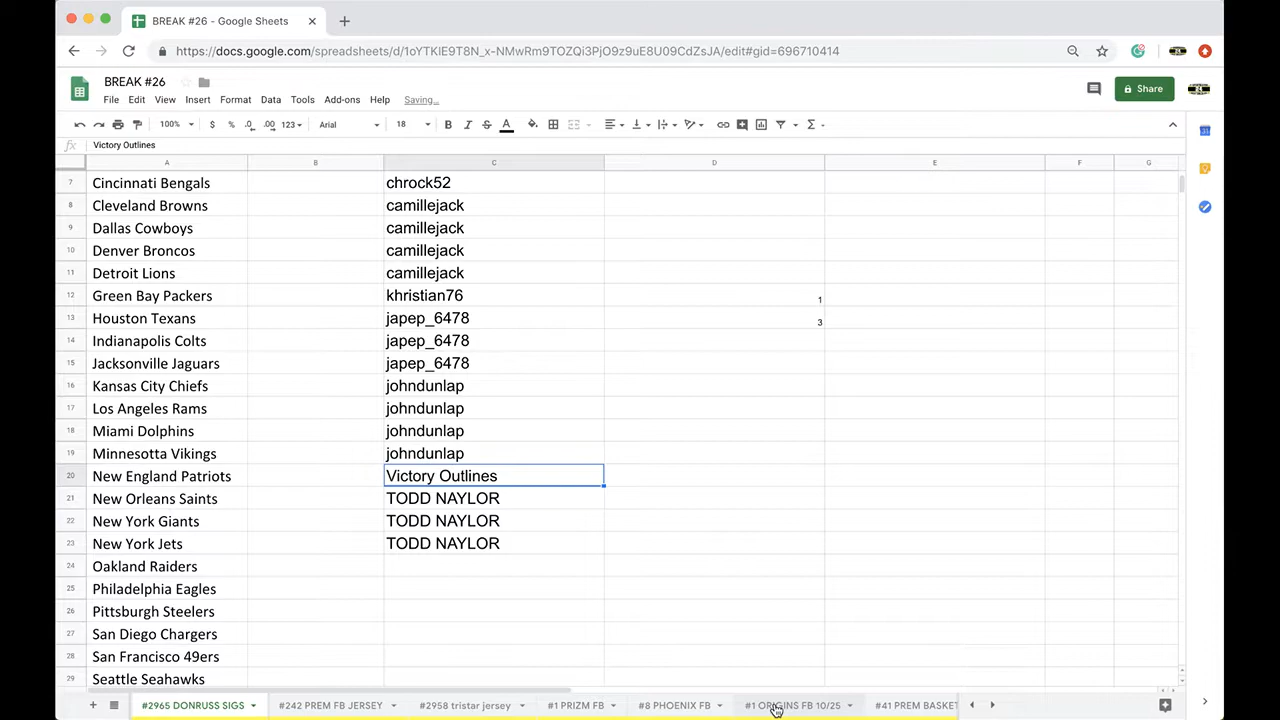 BREAK #26 - Google Sheets
https://docs.google.com/spreadsheets/d/1oYTKlE9T8N_x-NMwRm9TOZQi3PjO9z9uE8U09CdZsJA/edit#gid=696710414
BREAK #26
File Edit View Insert Format Data Tools Add-ons Help Saving...
Share
100% $ % .0 .00 123 Arial 18 B I S A
fx Victory Outlines
A B C D E F G
7 Cincinnati Bengals chrock52
8 Cleveland Browns camillejack
9 Dallas Cowboys camillejack
10 Denver Broncos camillejack
11 Detroit Lions camillejack
12 Green Bay Packers khristian76 1
13 Houston Texans japep_6478 3
14 Indianapolis Colts japep_6478
15 Jacksonville Jaguars japep_6478
16 Kansas City Chiefs johndunlap
17 Los Angeles Rams johndunlap
18 Miami Dolphins johndunlap
19 Minnesotta Vikings johndunlap
20 New England Patriots Victory Outlines
21 New Orleans Saints TODD NAYLOR
22 New York Giants TODD NAYLOR
23 New York Jets TODD NAYLOR
24 Oakland Raiders
25 Philadelphia Eagles
26 Pittsburgh Steelers
27 San Diego Chargers
28 San Francisco 49ers
29 Seattle Seahawks
#2965 DONRUSS SIGS #242 PREM FB JERSEY #2958 tristar jersey #1 PRIZM FB #8 PHOENIX FB #1 ORIGINS FB 10/25 #41 PREM BASKET